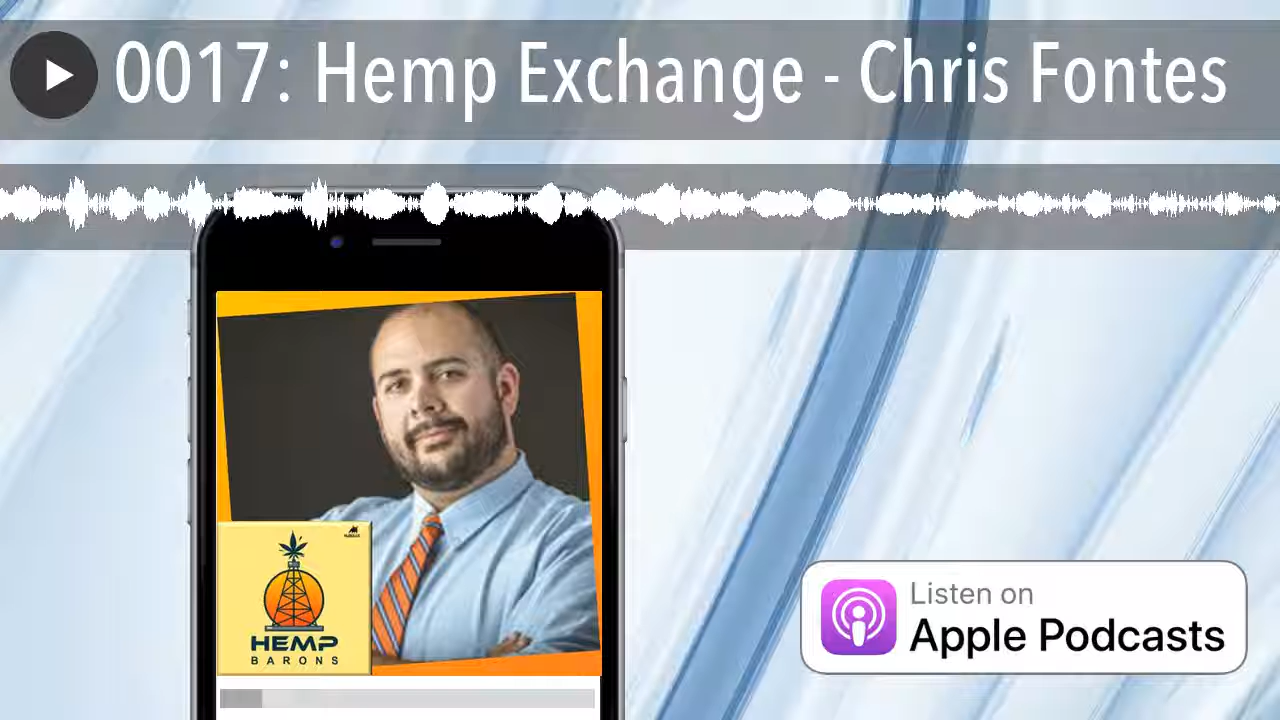 0017: Hemp Exchange - Chris Fontes
HEMP
BARONS
Listen on
Apple Podcasts